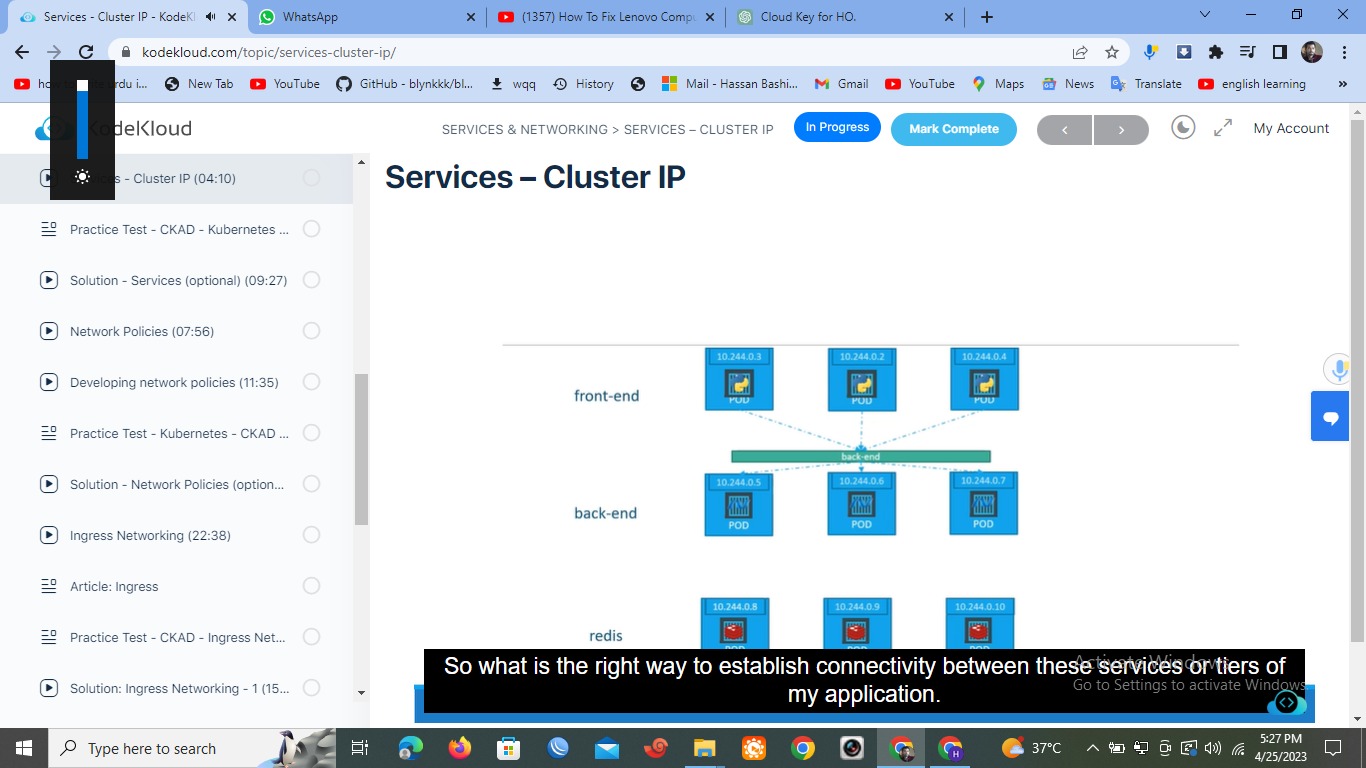 Services - Cluster IP - KodeKl
WhatsApp
(1357) How To Fix Lenovo Compu
Cloud Key for HO.
kodekloud.com/topic/services-cluster-ip/
urdu i...
New Tab
YouTube
GitHub - blynkkk/bl...
wqq
History
Mail - Hassan Bashi...
Gmail
YouTube
Maps
News
Translate
english learning
»
KodeKloud
SERVICES & NETWORKING > SERVICES – CLUSTER IP
In Progress
Mark Complete
My Account
- Cluster IP (04:10)
Practice Test - CKAD - Kubernetes ...
Solution - Services (optional) (09:27)
Network Policies (07:56)
Developing network policies (11:35)
Practice Test - Kubernetes - CKAD ...
Solution - Network Policies (option...
Ingress Networking (22:38)
Article: Ingress
Practice Test - CKAD - Ingress Net...
Solution: Ingress Networking - 1 (15...
Services – Cluster IP
10.244.0.3
10.244.0.2
10.244.0.4
front-end
POD
POD
POD
back-end
10.244.0.5
10.244.0.6
10.244.0.7
back-end
POD
POD
POD
10.244.0.8
10.244.0.9
10.244.0.10
redis
POD
POD
POD
So what is the right way to establish connectivity between these services or tiers of
my application.
Activate Windows
Go to Settings to activate Windows.
Type here to search
H
37°C
5:27 PM
4/25/2023